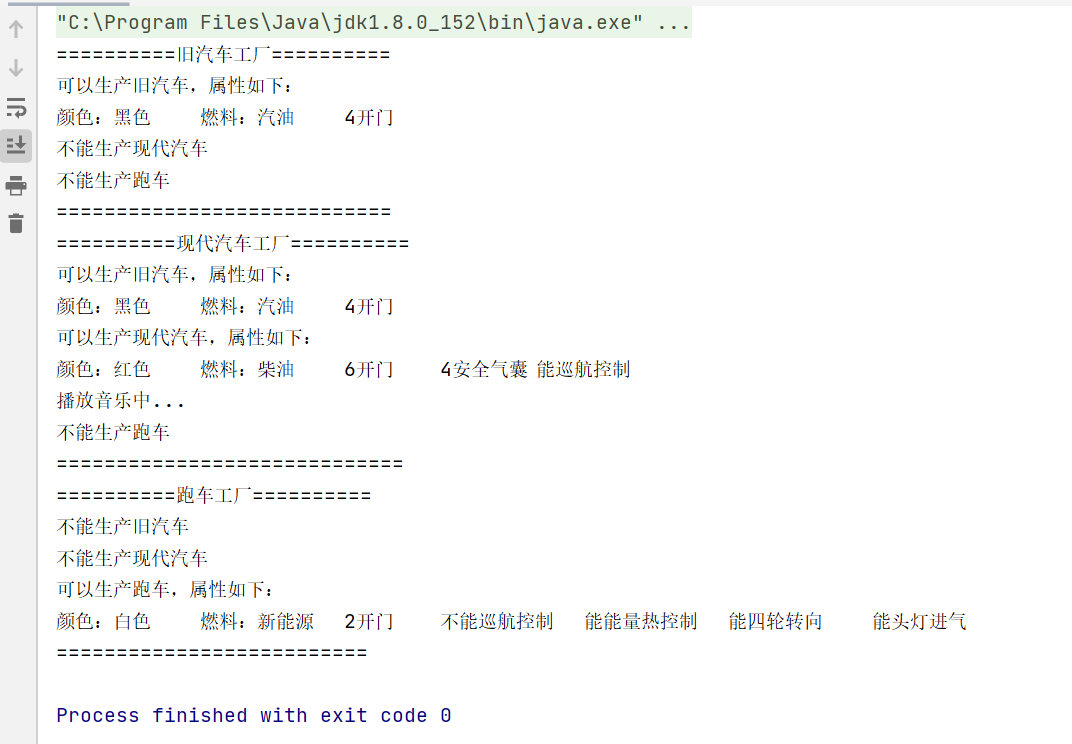 "C:\Program Files\Java\jdk1.8.0_152\bin\java.exe" ...
==========旧汽车工厂==========
可以生产旧汽车，属性如下：
颜色：黑色	燃料：汽油	4开门
不能生产现代汽车
不能生产跑车
============================
==========现代汽车工厂==========
可以生产旧汽车，属性如下：
颜色：黑色	燃料：汽油	4开门
可以生产现代汽车，属性如下：
颜色：红色	燃料：柴油	6开门	4安全气囊	能巡航控制
播放音乐中...
不能生产跑车
=============================
==========跑车工厂==========
不能生产旧汽车
不能生产现代汽车
可以生产跑车，属性如下：
颜色：白色	燃料：新能源	2开门	不能巡航控制	能能量热控制	能四轮转向	能头灯进气
==========================
Process finished with exit code 0